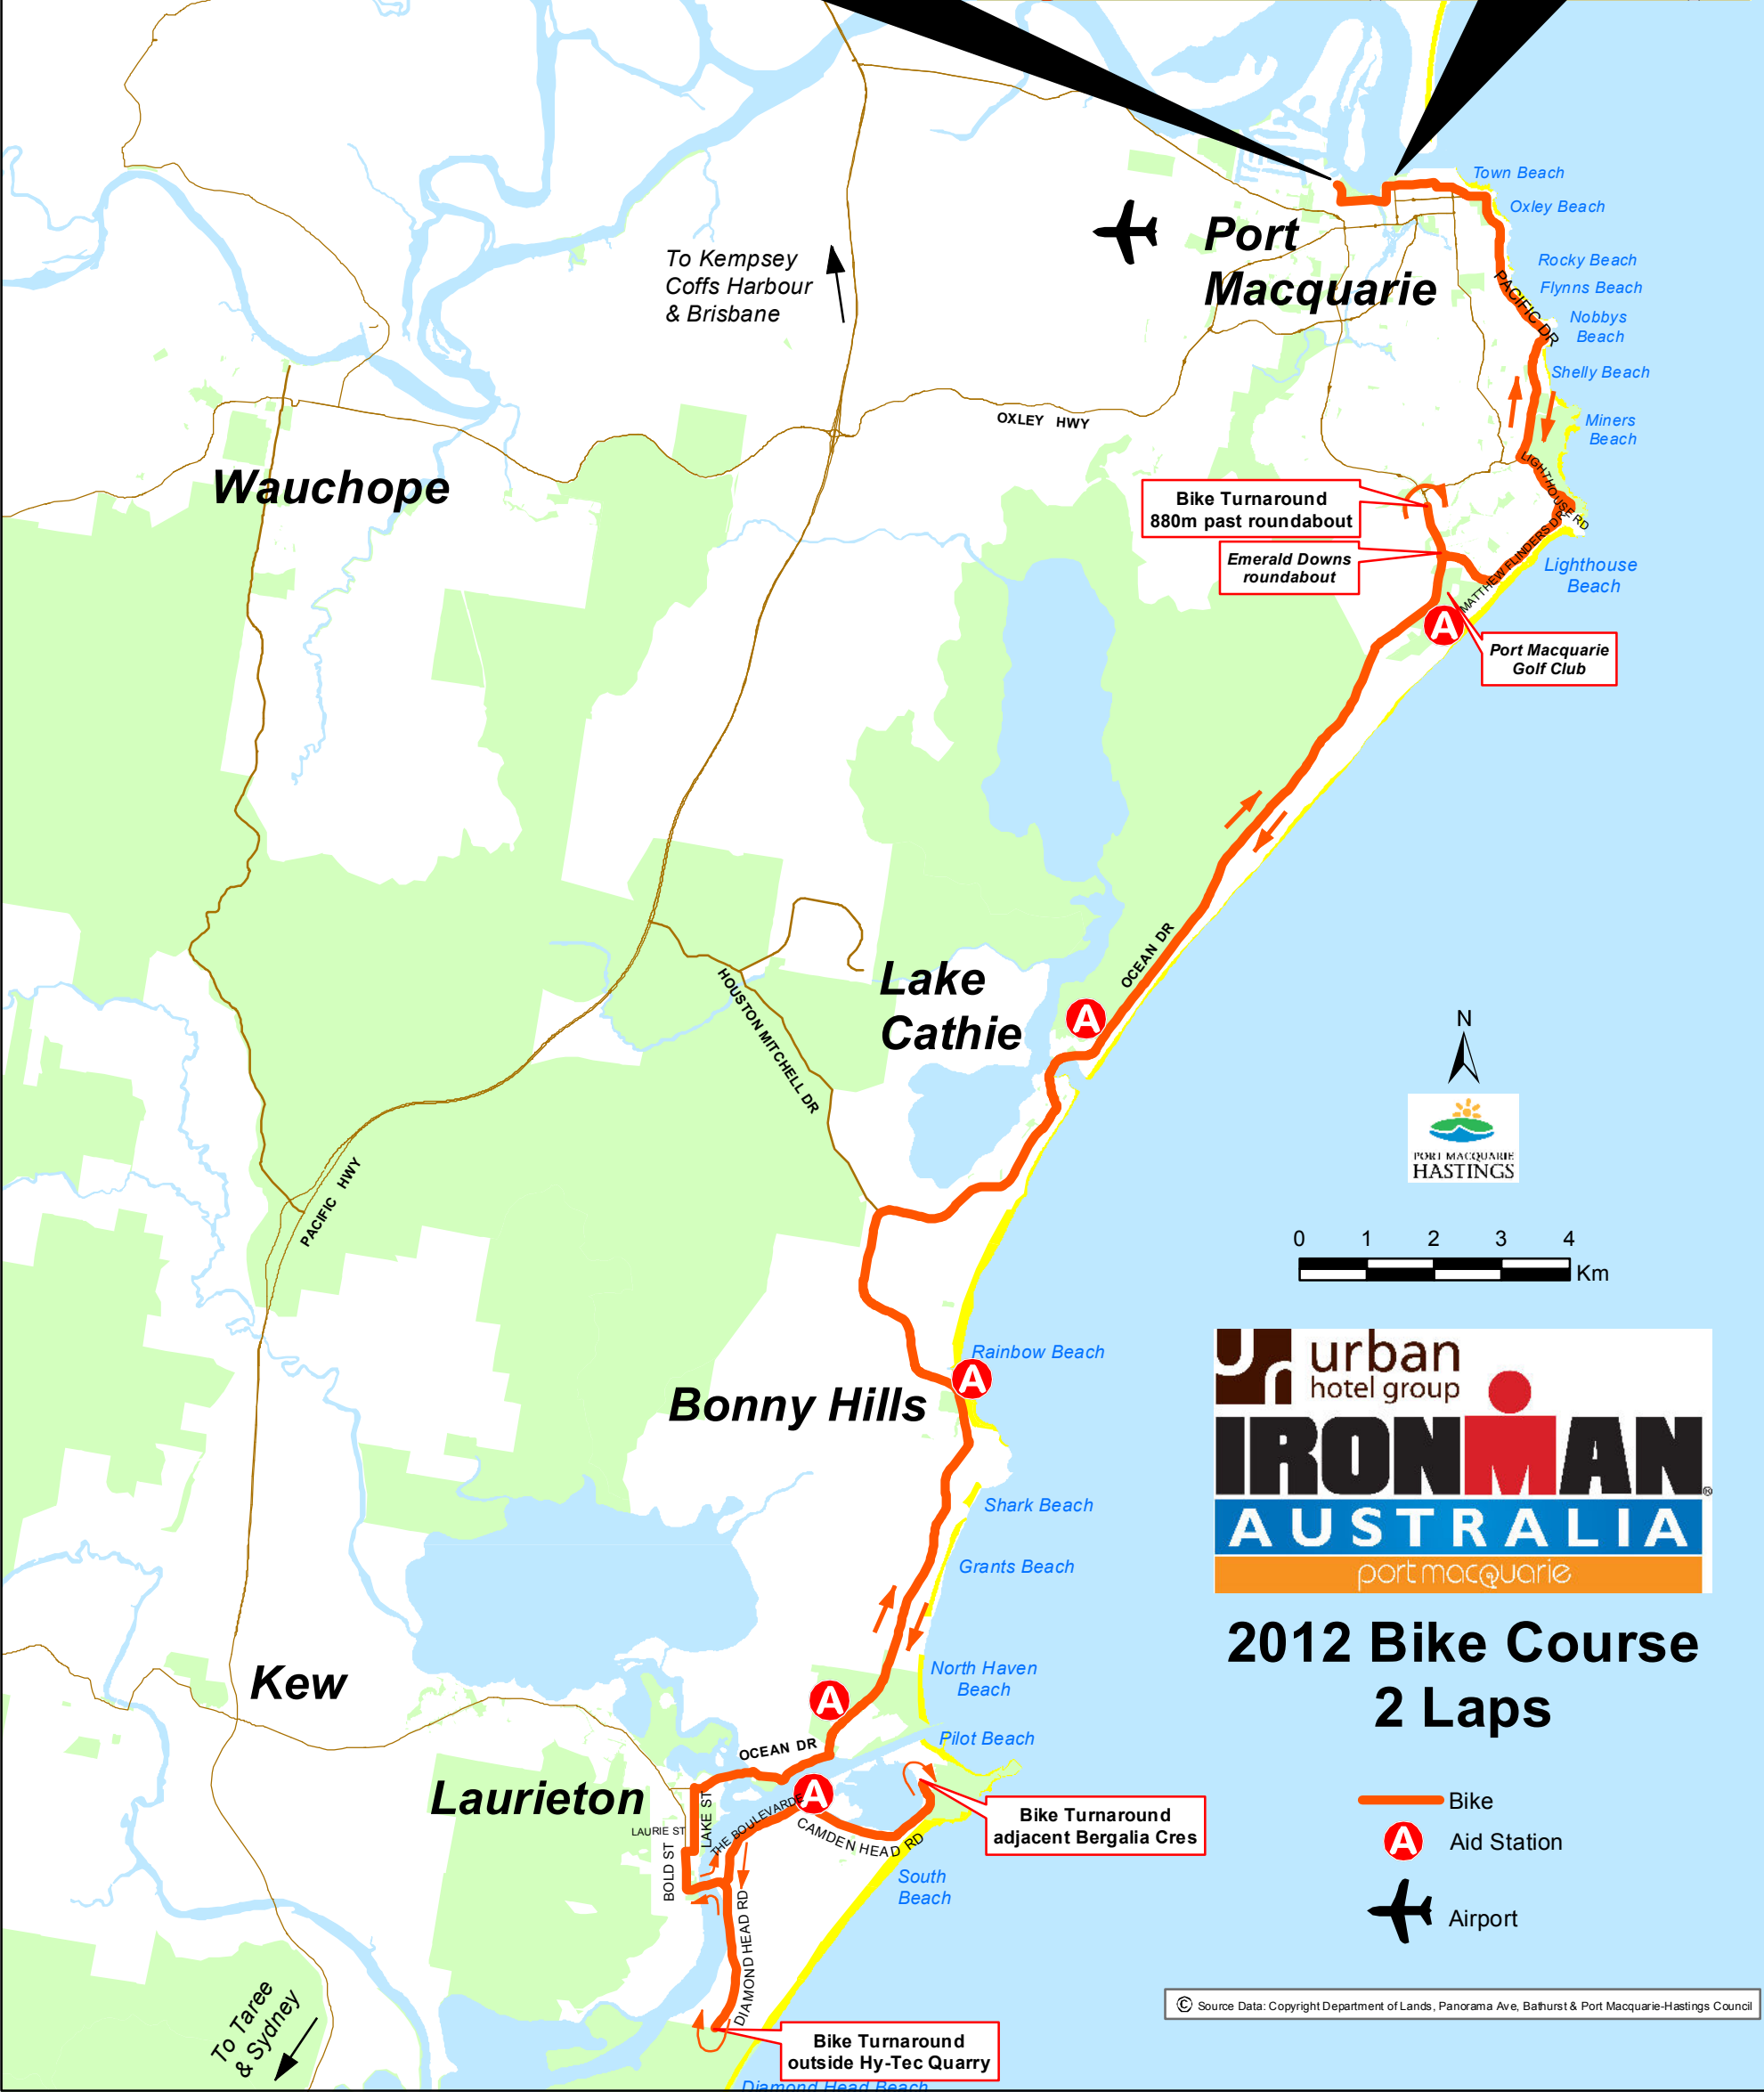 Town Beach
Oxley Beach
Port
Macquarie
To Kempsey
Coffs Harbour
& Brisbane
Rocky Beach
Flynns Beach
PACIFIC DR
Nobbys
Beach
Shelly Beach
OXLEY HWY
Miners
Beach
Wauchope
LIGHTHOUSE RD
Bike Turnaround
880m past roundabout
Emerald Downs
roundabout
MATTHEW FLINDERS DR
Lighthouse
Beach
A
Port Macquarie
Golf Club
OCEAN DR
Lake
Cathie
A
HOUSTON MITCHELL DR
N
PORT MACQUARIE
HASTINGS
PACIFIC HWY
0 1 2 3 4
Km
Rainbow Beach
A
Bonny Hills
urban
hotel group
IRONMAN
®
AUSTRALIA
port macquarie
Shark Beach
Grants Beach
2012 Bike Course
2 Laps
Kew
North Haven
Beach
A
Pilot Beach
OCEAN DR
Laurieton
A
LAKE ST
THE BOULEVARDE
LAURIE ST
BOLD ST
CAMDEN HEAD RD
Bike Turnaround
adjacent Bergalia Cres
South
Beach
DIAMOND HEAD RD
Bike
A
Aid Station
Airport
To Taree
& Sydney
Bike Turnaround
outside Hy-Tec Quarry
Diamond Head Beach
© Source Data: Copyright Department of Lands, Panorama Ave, Bathurst & Port Macquarie-Hastings Council